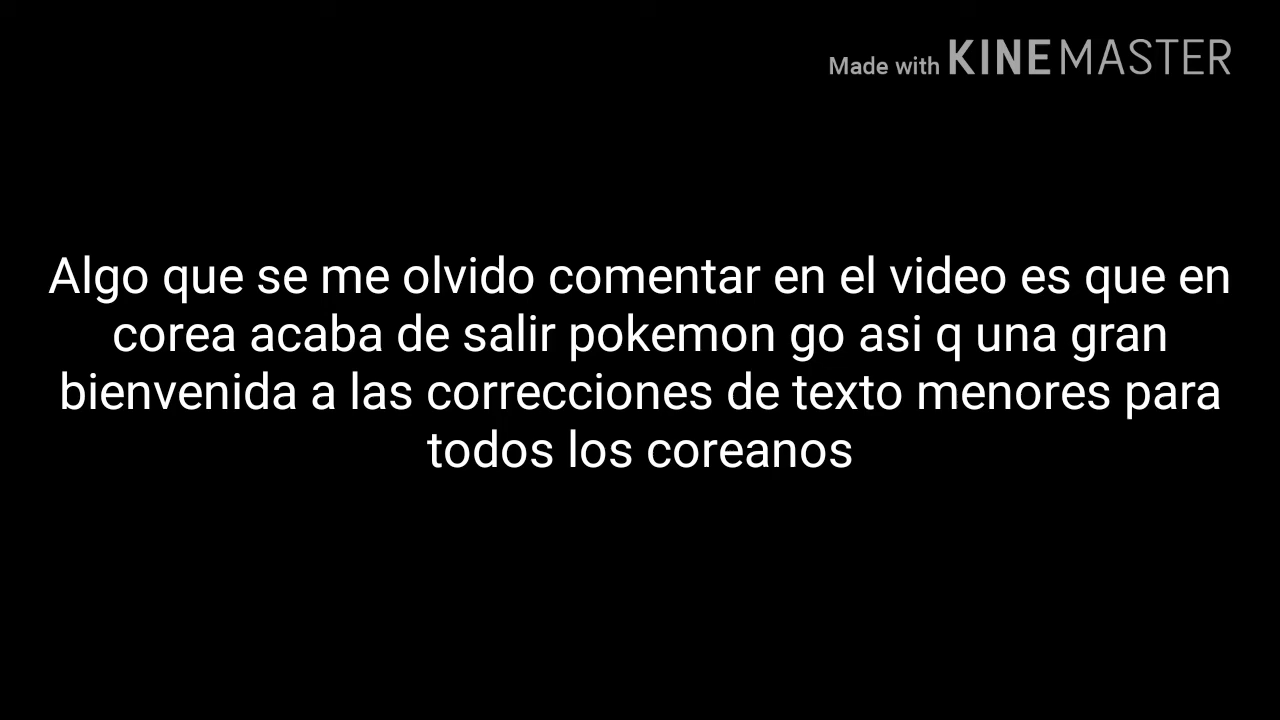 Made with KINEMASTER
Algo que se me olvido comentar en el video es que en
corea acaba de salir pokemon go asi q una gran
bienvenida a las correcciones de texto menores para
todos los coreanos